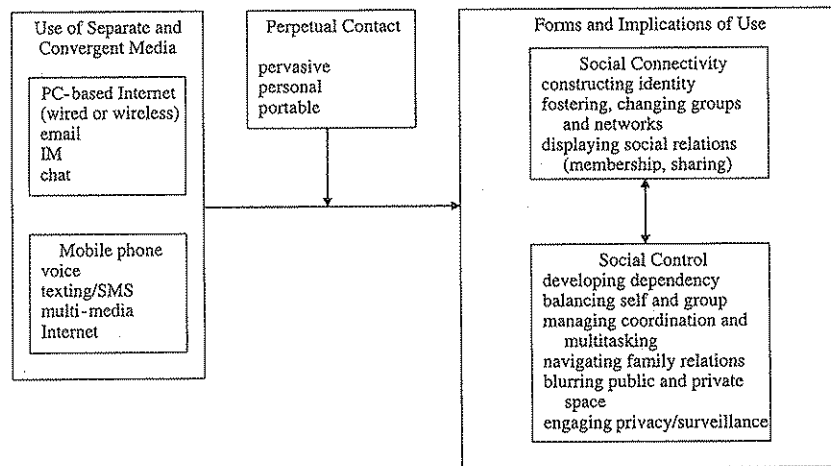 Use of Separate and
Convergent Media
PC-based Internet
(wired or wireless)
email
IM
chat
Mobile phone
voice
texting/SMS
multi-media
Internet
Perpetual Contact
pervasive
personal
portable
Forms and Implications of Use
Social Connectivity
constructing identity
fostering, changing groups
and networks
displaying social relations
(membership, sharing)
Social Control
developing dependency
balancing self and group
managing coordination and
multitasking
navigating family relations
blurring public and private
space
engaging privacy/surveillance